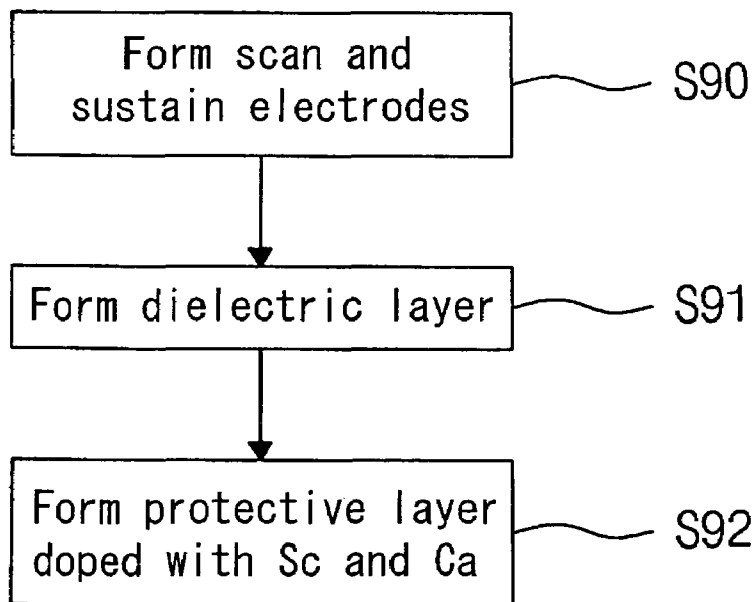 Form scan and
sustain electrodes
S90
Form dielectric layer
S91
Form protective layer
doped with Sc and Ca
S92